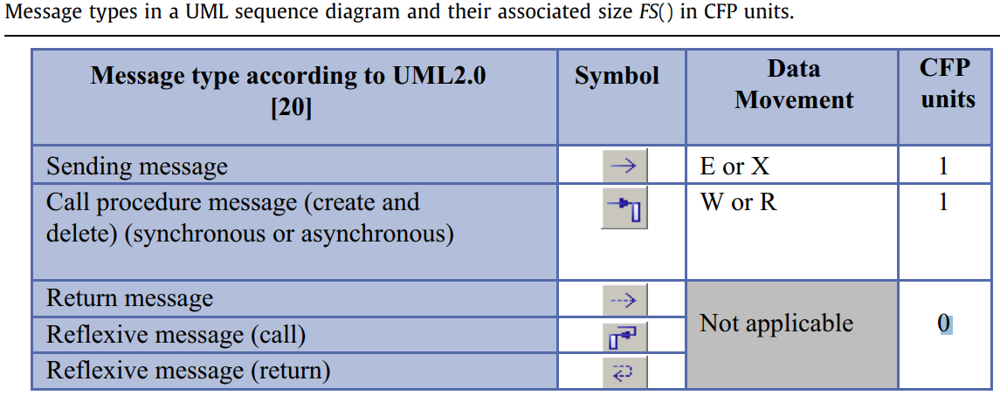 Message types in a UML sequence diagram and their associated size FS() in CFP units.
Message type according to UML2.0
[20]
Symbol
Data
Movement
CFP
units
Sending message
E or X
1
Call procedure message (create and
delete) (synchronous or asynchronous)
W or R
1
Return message
Reflexive message (call)
Reflexive message (return)
Not applicable
0